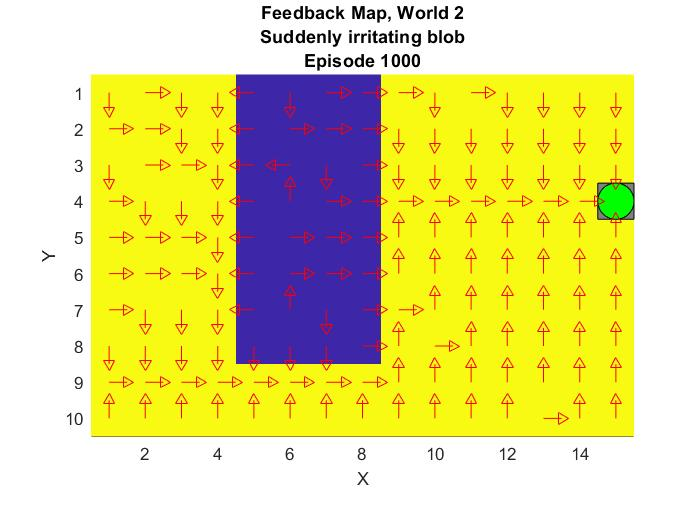 Feedback Map, World 2
Suddenly irritating blob
Episode 1000
1
2
3
4
5
6
7
8
9
10
Y
2 4 6 8 10 12 14
X